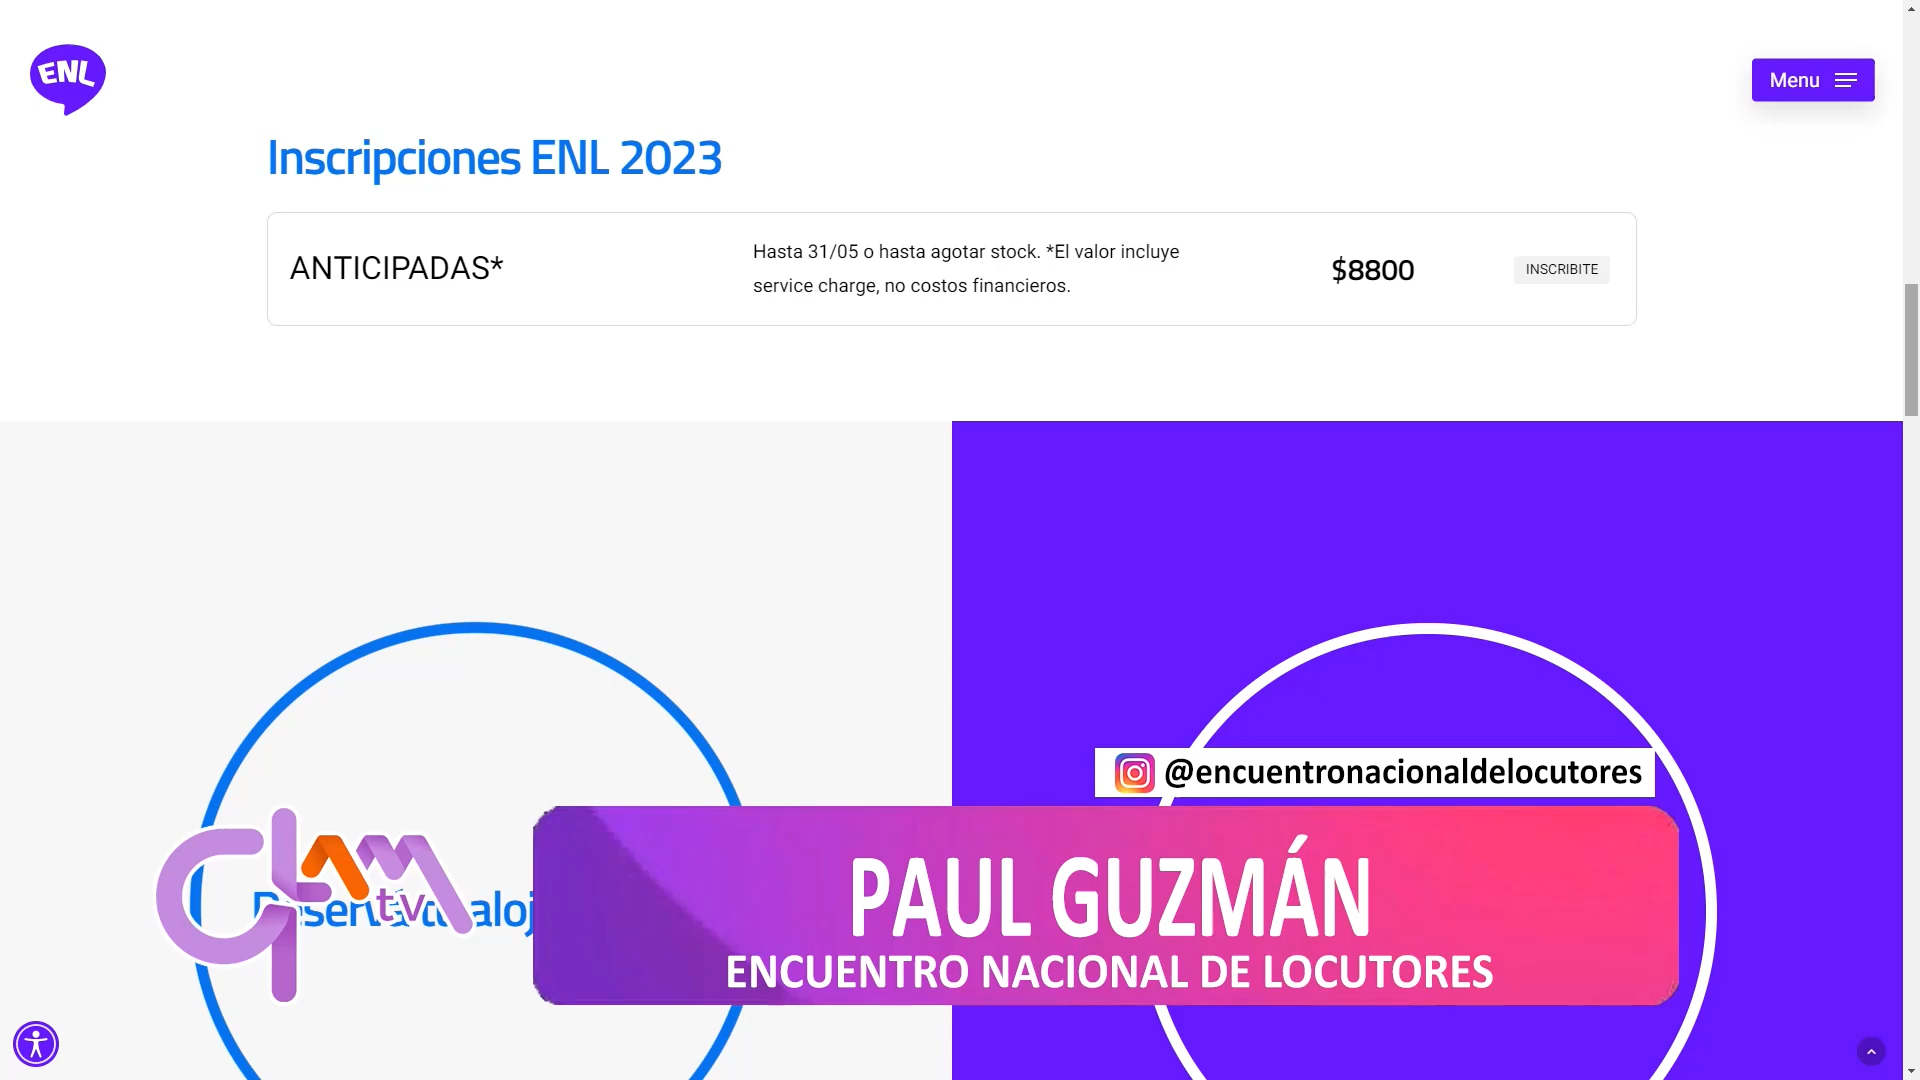 ENL
Menu
Inscripciones ENL 2023
ANTICIPADAS*
Hasta 31/05 o hasta agotar stock. *El valor incluye
service charge, no costos financieros.
$8800
INSCRIBITE
@encuentronacionaldelocutores
GLAM
tv
PAUL GUZMÁN
ENCUENTRO NACIONAL DE LOCUTORES